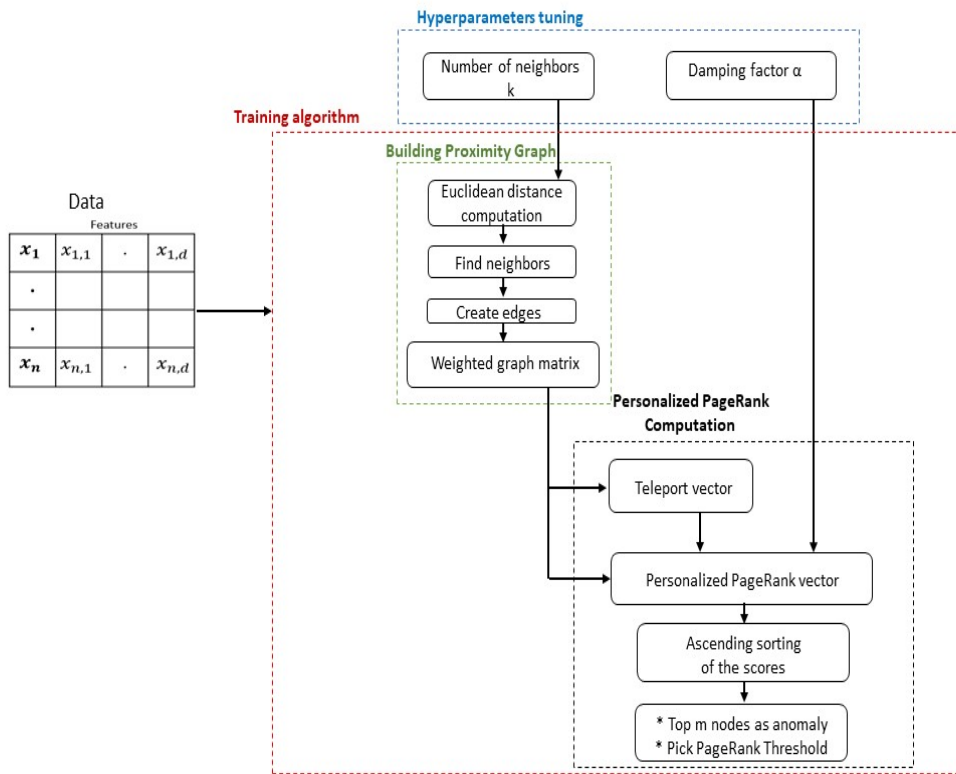 Hyperparameters tuning
Number of neighbors
k
Damping factor α
Training algorithm
Building Proximity Graph
Euclidean distance
computation
Find neighbors
Create edges
Weighted graph matrix
Data
Features
x₁ x₁,₁ . x₁,d
.
.
xₙ xₙ,₁ . xₙ,d
Personalized PageRank
Computation
Teleport vector
Personalized PageRank vector
Ascending sorting
of the scores
* Top m nodes as anomaly
* Pick PageRank Threshold